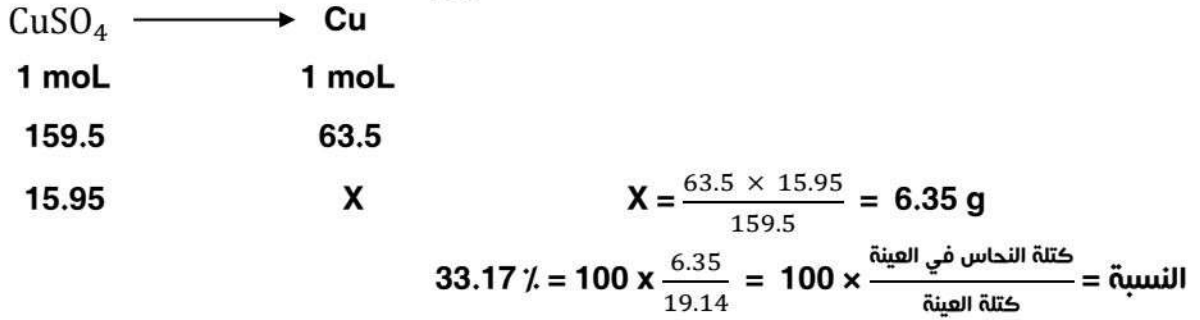 CuSO₄ ⟶ Cu
1 moL 1 moL
159.5 63.5
15.95 X X = (63.5 × 15.95) / 159.5 = 6.35 g
النسبة = كتلة النحاس في العينة / كتلة العينة × 100 = 6.35 / 19.14 x 100 = 33.17 ٪